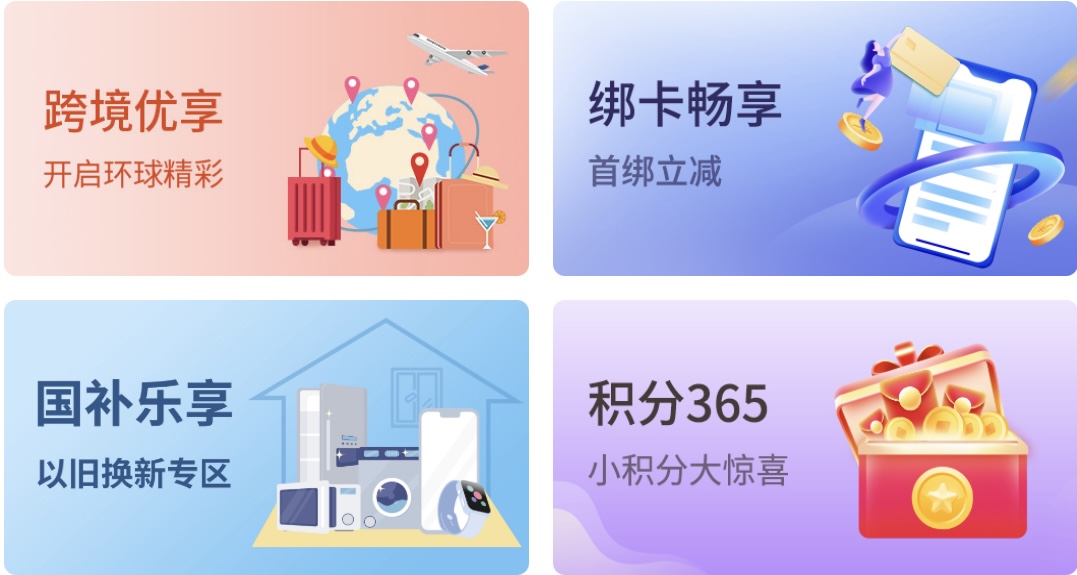 跨境优享
开启环球精彩
绑卡畅享
首绑立减
国补乐享
以旧换新专区
积分365
小积分大惊喜